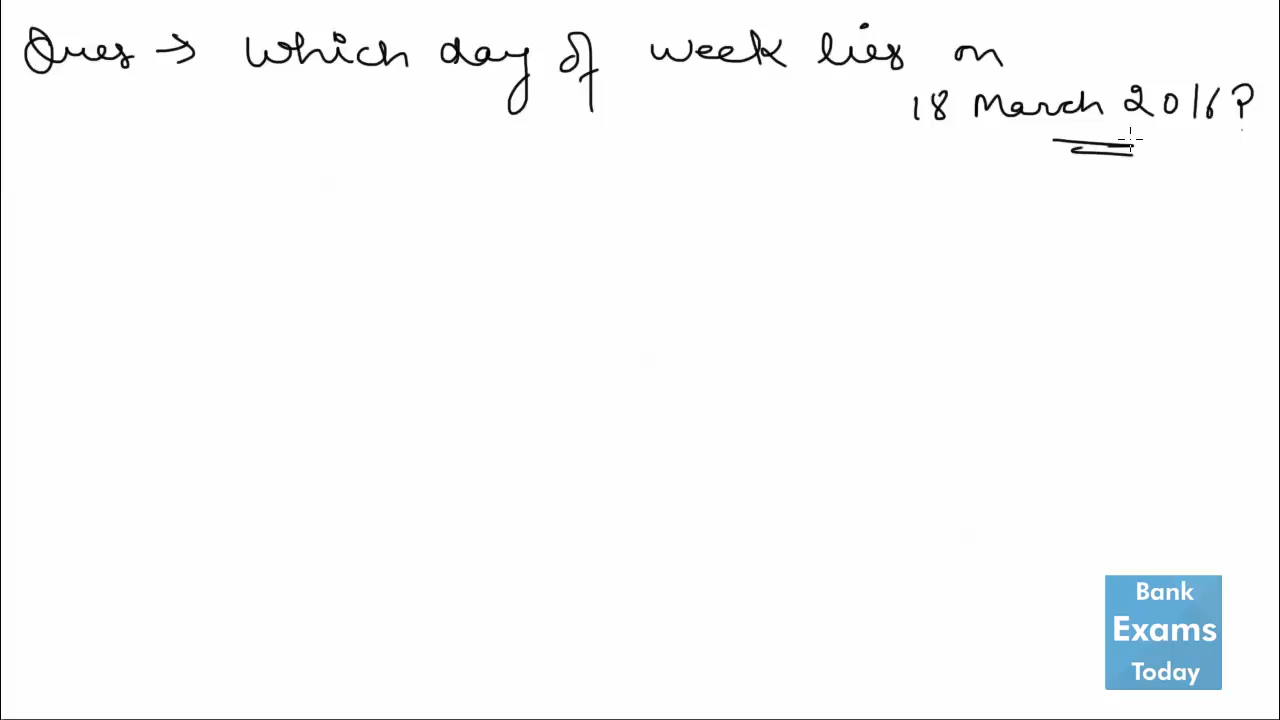 Ques → Which day of week lies on
18 March 2016?
Bank
Exams
Today